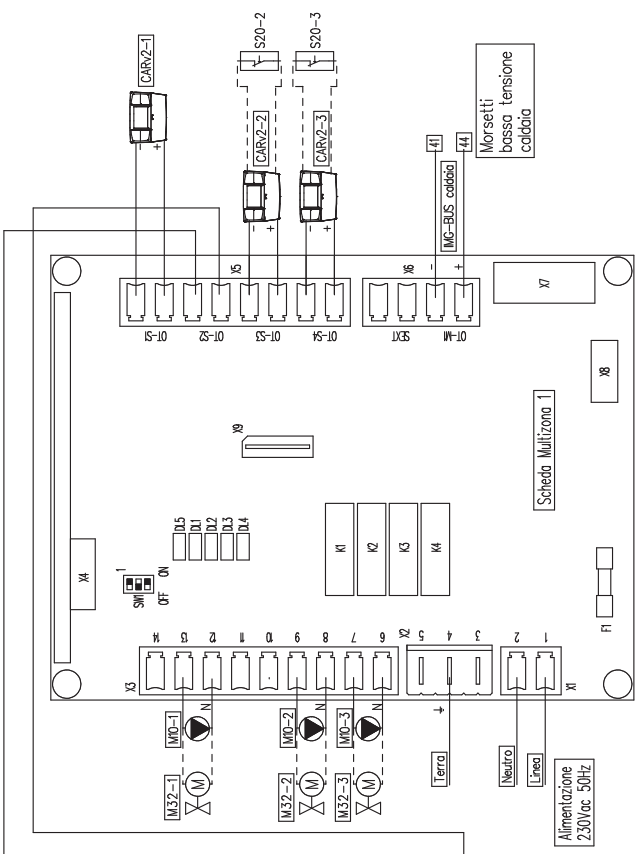 CARv2-1
S20-2
S20-3
CARv2-2
CARv2-3
- +
- +
- +
41
44
IMG-BUS caldaia
- +
Morsetti
bassa tensione
caldaia
X5
OT-S1
OT-S2
OT-S3
OT-S4
X6
SEXT
OT-M1
X7
X8
X9
Scheda Multizona 1
DL5
DL1
DL2
DL3
DL4
K1
K2
K3
K4
X4
1
SW1
ON
OFF
F1
X3
14
13
12
11
10
9
8
7
6
X2
5
4
3
X1
2
1
M10-1
N
M10-2
N
M10-3
N
M32-1
M
M32-2
M
M32-3
M
Terra
Neutro
Linea
Alimentazione
230Vac 50Hz